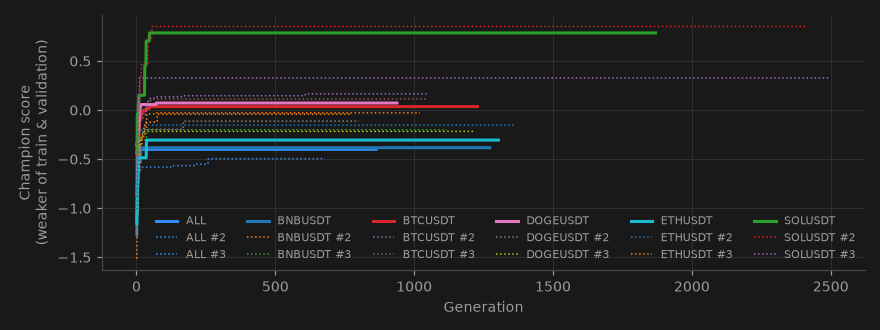 Champion score
(weaker of train & validation)
0.5
0.0
−0.5
−1.0
−1.5
ALL BNBUSDT BTCUSDT DOGEUSDT ETHUSDT SOLUSDT
ALL #2 BNBUSDT #2 BTCUSDT #2 DOGEUSDT #2 ETHUSDT #2 SOLUSDT #2
ALL #3 BNBUSDT #3 BTCUSDT #3 DOGEUSDT #3 ETHUSDT #3 SOLUSDT #3
0 500 1000 1500 2000 2500
Generation